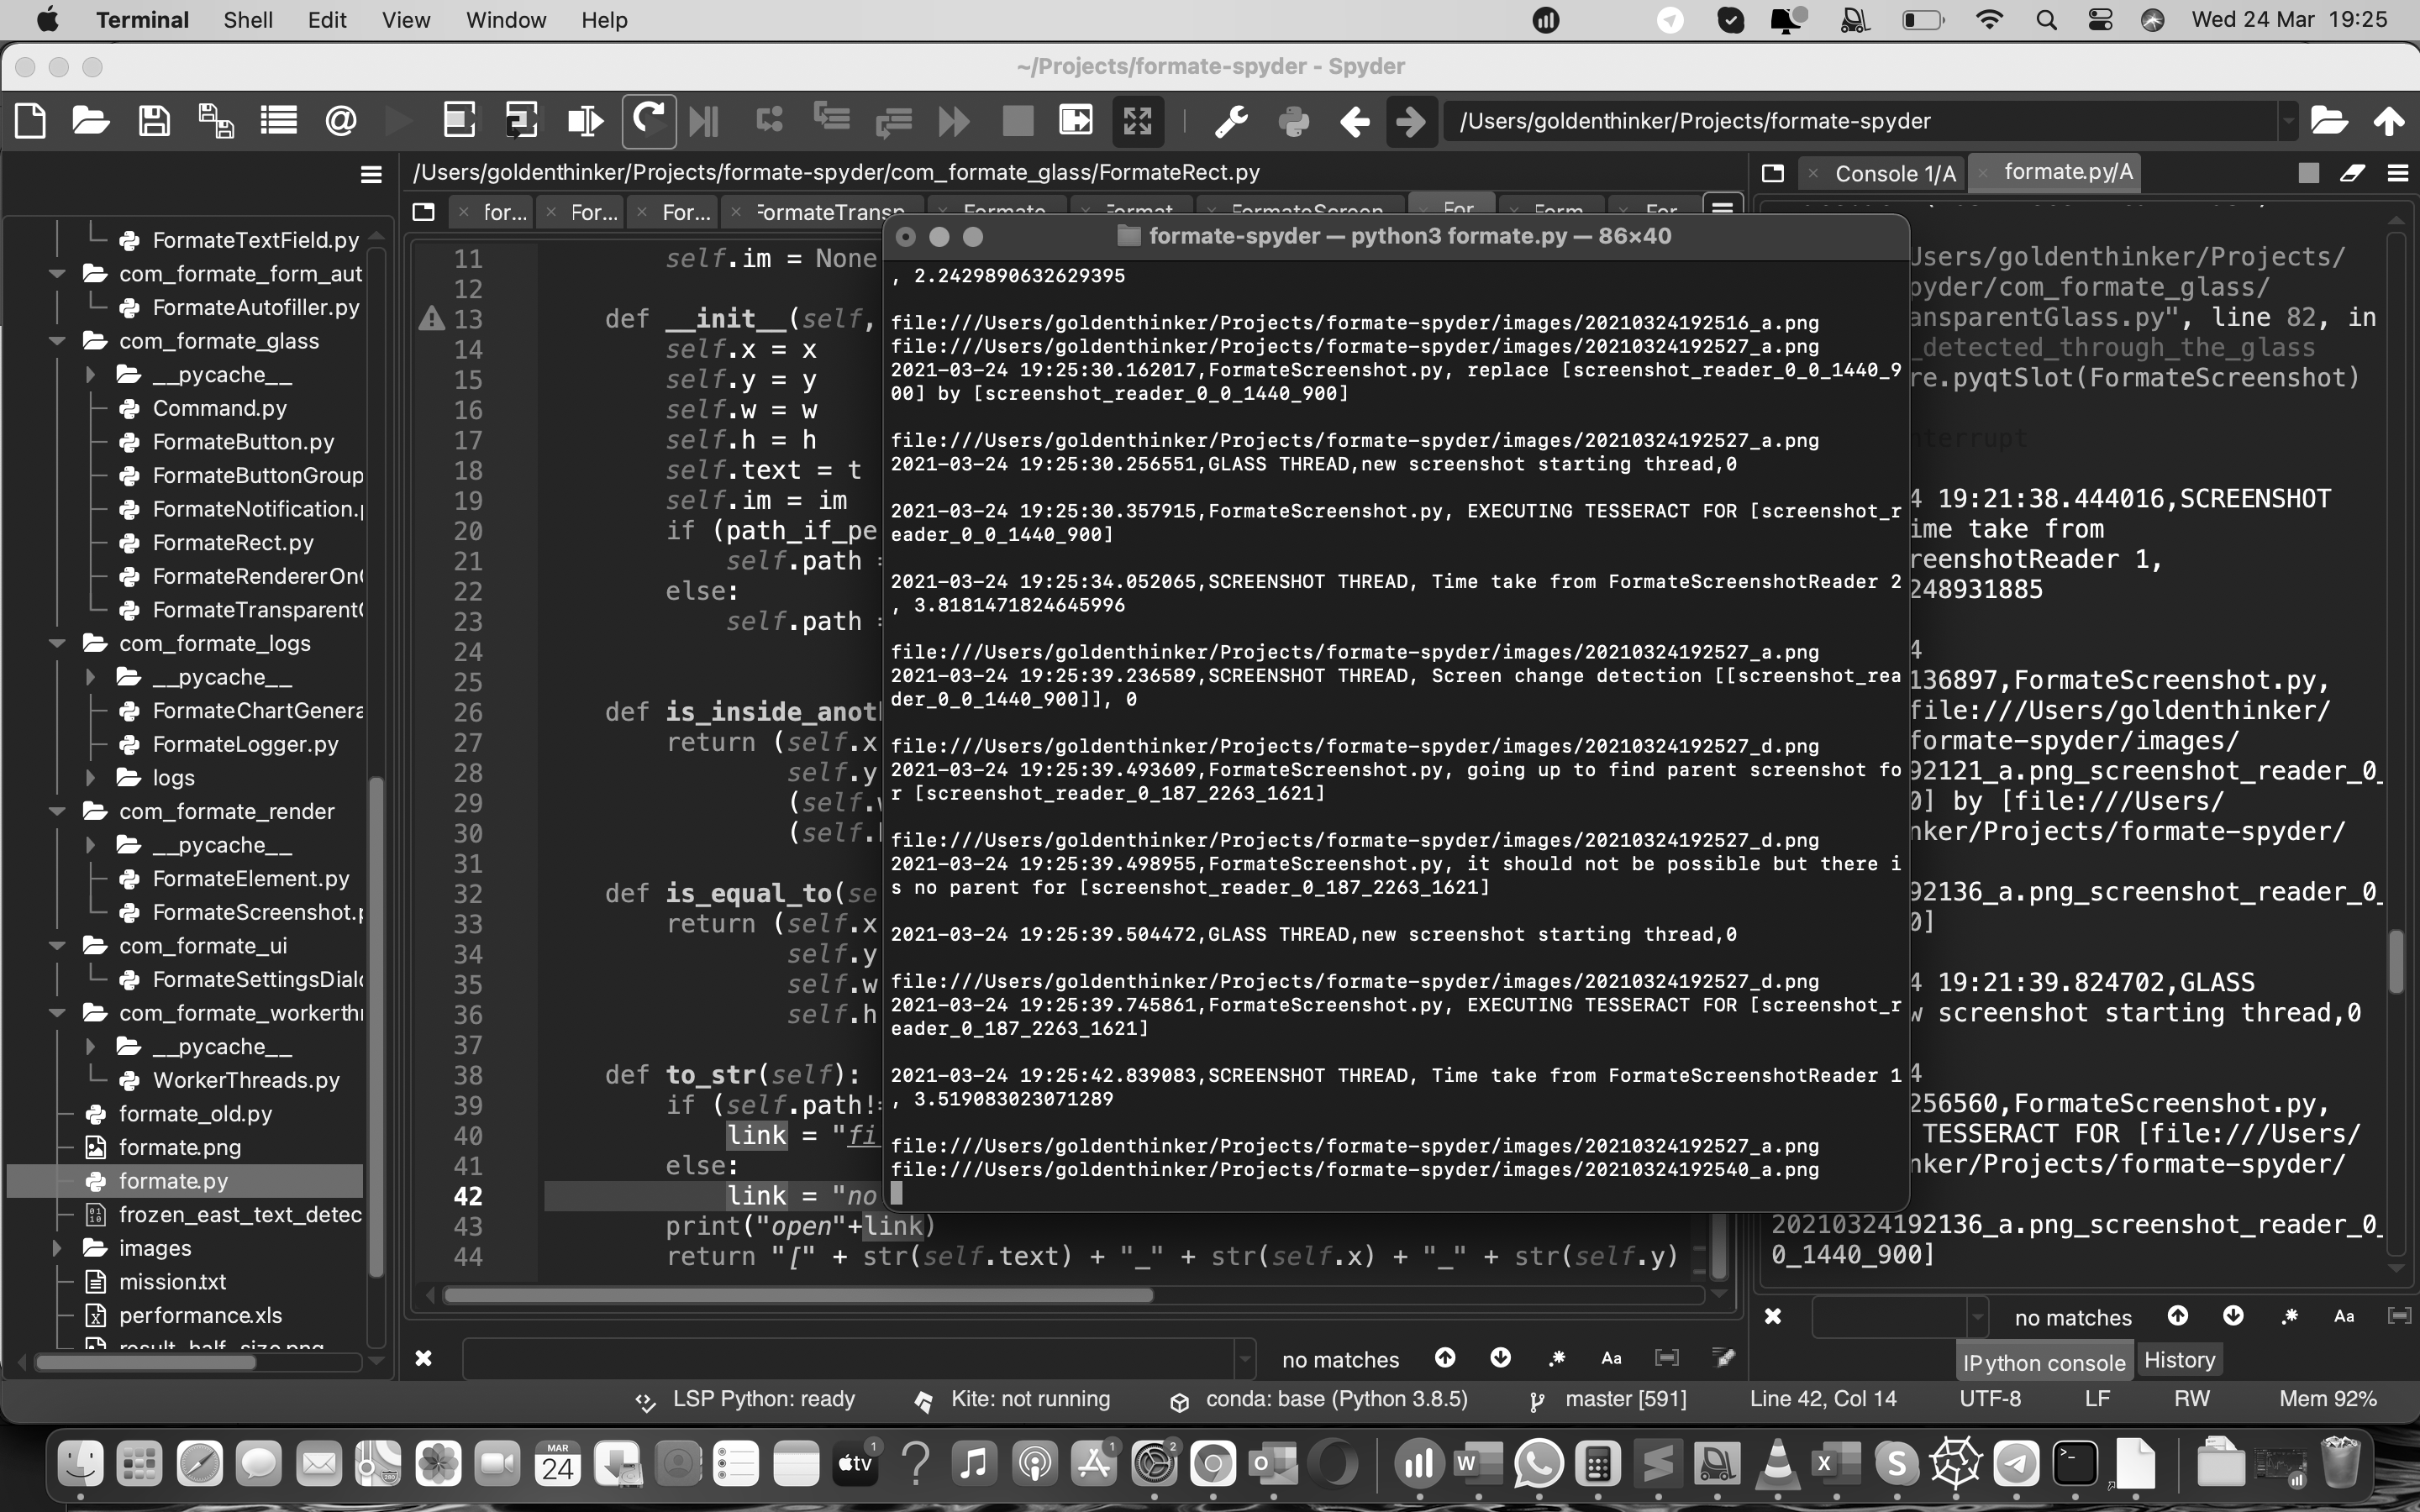 Terminal Shell Edit View Window Help Wed 24 Mar 19:25
~/Projects/formate-spyder - Spyder
/Users/goldenthinker/Projects/formate-spyder
/Users/goldenthinker/Projects/formate-spyder/com_formate_glass/FormateRect.py
Console 1/A
formate.py/A
for...
For...
For...
FormateTextField.py
com_formate_form_aut
FormateAutofiller.py
com_formate_glass
__pycache__
Command.py
FormateButton.py
FormateButtonGroup
FormateNotification.
FormateRect.py
FormateRendererOn
FormateTransparent
com_formate_logs
__pycache__
FormateChartGenera
FormateLogger.py
logs
com_formate_render
__pycache__
FormateElement.py
FormateScreenshot.
com_formate_ui
FormateSettingsDial
com_formate_workerth
__pycache__
WorkerThreads.py
formate_old.py
formate.png
formate.py
frozen_east_text_detec
images
mission.txt
performance.xls
result_half_size.png
11 self.im = None
12
13 def __init__(self,
14 self.x = x
15 self.y = y
16 self.w = w
17 self.h = h
18 self.text = t
19 self.im = im
20 if (path_if_pe
21 self.path =
22 else:
23 self.path =
24
25
26 def is_inside_anot
27 return (self.x
28 self.y
29 (self.
30 (self.
31
32 def is_equal_to(se
33 return (self.x
34 self.y
35 self.w
36 self.h
37
38 def to_str(self):
39 if (self.path!=
40 link = "fi
41 else:
42 link = "no
43 print("open"+link)
44 return "[" + str(self.text) + "_" + str(self.x) + "_" + str(self.y)
formate-spyder — python3 formate.py — 86×40
, 2.2429890632629395
file:///Users/goldenthinker/Projects/formate-spyder/images/20210324192516_a.png
file:///Users/goldenthinker/Projects/formate-spyder/images/20210324192527_a.png
2021-03-24 19:25:30.162017,FormateScreenshot.py, replace [screenshot_reader_0_0_1440_9
00] by [screenshot_reader_0_0_1440_900]
file:///Users/goldenthinker/Projects/formate-spyder/images/20210324192527_a.png
2021-03-24 19:25:30.256551,GLASS THREAD,new screenshot starting thread,0
2021-03-24 19:25:30.357915,FormateScreenshot.py, EXECUTING TESSERACT FOR [screenshot_r
eader_0_0_1440_900]
2021-03-24 19:25:34.052065,SCREENSHOT THREAD, Time take from FormateScreenshotReader 2
, 3.8181471824645996
file:///Users/goldenthinker/Projects/formate-spyder/images/20210324192527_a.png
2021-03-24 19:25:39.236589,SCREENSHOT THREAD, Screen change detection [[screenshot_rea
der_0_0_1440_900]], 0
file:///Users/goldenthinker/Projects/formate-spyder/images/20210324192527_d.png
2021-03-24 19:25:39.493609,FormateScreenshot.py, going up to find parent screenshot fo
r [screenshot_reader_0_187_2263_1621]
file:///Users/goldenthinker/Projects/formate-spyder/images/20210324192527_d.png
2021-03-24 19:25:39.498955,FormateScreenshot.py, it should not be possible but there i
s no parent for [screenshot_reader_0_187_2263_1621]
2021-03-24 19:25:39.504472,GLASS THREAD,new screenshot starting thread,0
file:///Users/goldenthinker/Projects/formate-spyder/images/20210324192527_d.png
2021-03-24 19:25:39.745861,FormateScreenshot.py, EXECUTING TESSERACT FOR [screenshot_r
eader_0_187_2263_1621]
2021-03-24 19:25:42.839083,SCREENSHOT THREAD, Time take from FormateScreenshotReader 1
, 3.519083023071289
file:///Users/goldenthinker/Projects/formate-spyder/images/20210324192527_a.png
file:///Users/goldenthinker/Projects/formate-spyder/images/20210324192540_a.png
Users/goldenthinker/Projects/
pyder/com_formate_glass/
ansparentGlass.py", line 82, in
_detected_through_the_glass
re.pyqtSlot(FormateScreenshot)
nterrupt
4 19:21:38.444016,SCREENSHOT
ime take from
reenshotReader 1,
248931885
4
136897,FormateScreenshot.py,
file:///Users/goldenthinker/
formate-spyder/images/
92121_a.png_screenshot_reader_0_
0] by [file:///Users/
nker/Projects/formate-spyder/
92136_a.png_screenshot_reader_0_
0]
4 19:21:39.824702,GLASS
w screenshot starting thread,0
4
256560,FormateScreenshot.py,
TESSERACT FOR [file:///Users/
nker/Projects/formate-spyder/
20210324192136_a.png_screenshot_reader_0_
0_1440_900]
no matches Aa
no matches Aa
IPython console History
LSP Python: ready Kite: not running conda: base (Python 3.8.5) master [591] Line 42, Col 14 UTF-8 LF RW Mem 92%
MAR
24
tv
1
1
2